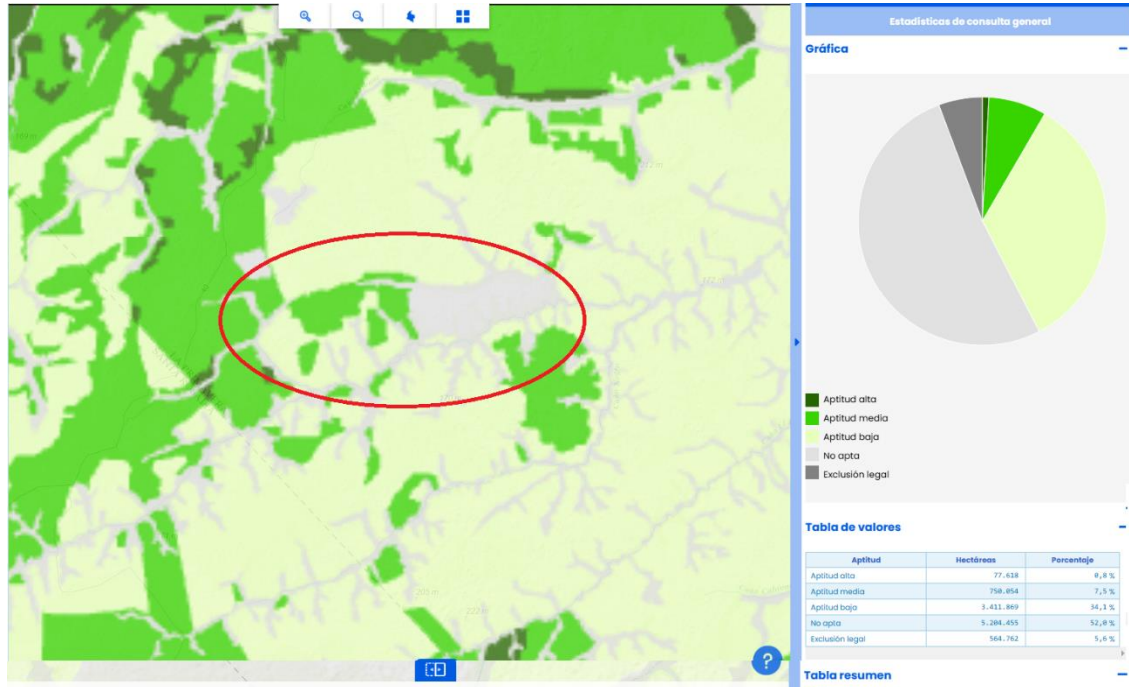 Estadísticas de consulta general
Gráfica
Aptitud alta
Aptitud media
Aptitud baja
No apta
Exclusión legal
Tabla de valores
Aptitud Hectáreas Porcentaje
Aptitud alta 77.618 0,8 %
Aptitud media 750.054 7,5 %
Aptitud baja 3.411.869 34,1 %
No apta 5.204.455 52,0 %
Exclusión legal 564.762 5,6 %
?
Tabla resumen